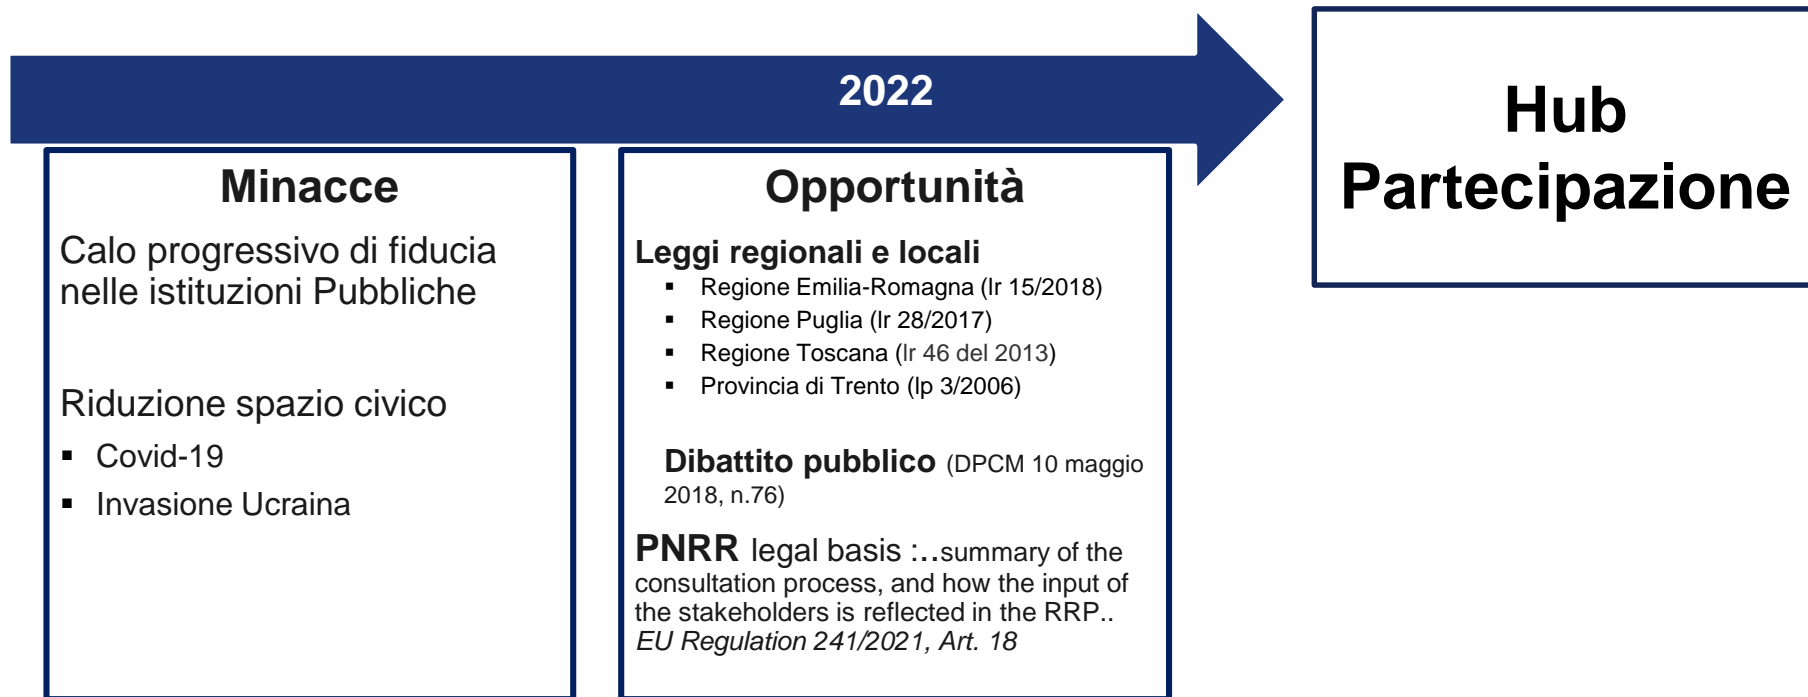 2022
Hub
Partecipazione
Minacce
Calo progressivo di fiducia
nelle istituzioni Pubbliche
Riduzione spazio civico
▪ Covid-19
▪ Invasione Ucraina
Opportunità
Leggi regionali e locali
▪ Regione Emilia-Romagna (lr 15/2018)
▪ Regione Puglia (lr 28/2017)
▪ Regione Toscana (lr 46 del 2013)
▪ Provincia di Trento (lp 3/2006)
Dibattito pubblico (DPCM 10 maggio
2018, n.76)
PNRR legal basis :..summary of the
consultation process, and how the input of
the stakeholders is reflected in the RRP..
EU Regulation 241/2021, Art. 18